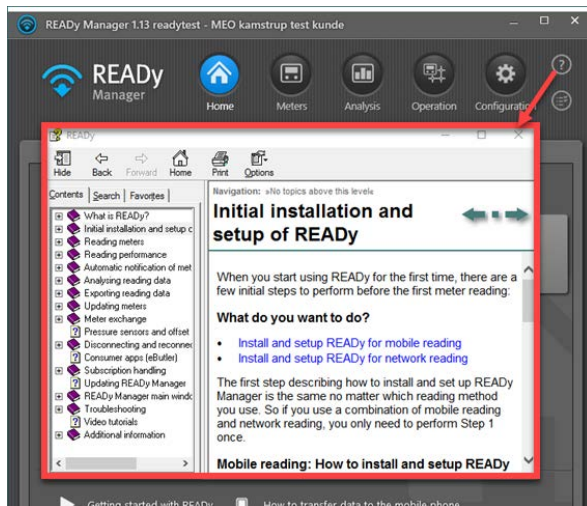 READy Manager 1.13 readytest - MEO kamstrup test kunde
READy
Manager
Home
Meters
Analysis
Operation
Configuration
?
READy
Hide
Back
Forward
Home
Print
Options
Contents
Search
Favorites
What is READy?
Initial installation and setup c
Reading meters
Reading performance
Automatic notification of met
Analysing reading data
Exporting reading data
Updating meters
Meter exchange
Pressure sensors and offset
Disconnecting and reconnec
Consumer apps (eButler)
Subscription handling
Updating READy Manager
READy Manager main windo
Troubleshooting
Video tutorials
Additional information
Navigation: »No topics above this level«
Initial installation and
setup of READy
When you start using READy for the first time, there are a
few initial steps to perform before the first meter reading:
What do you want to do?
• Install and setup READy for mobile reading
• Install and setup READy for network reading
The first step describing how to install and set up READy
Manager is the same no matter which reading method
you use. So if you use a combination of mobile reading
and network reading, you only need to perform Step 1
once.
Mobile reading: How to install and setup READy
Getting started with READy
How to transfer data to the mobile phone